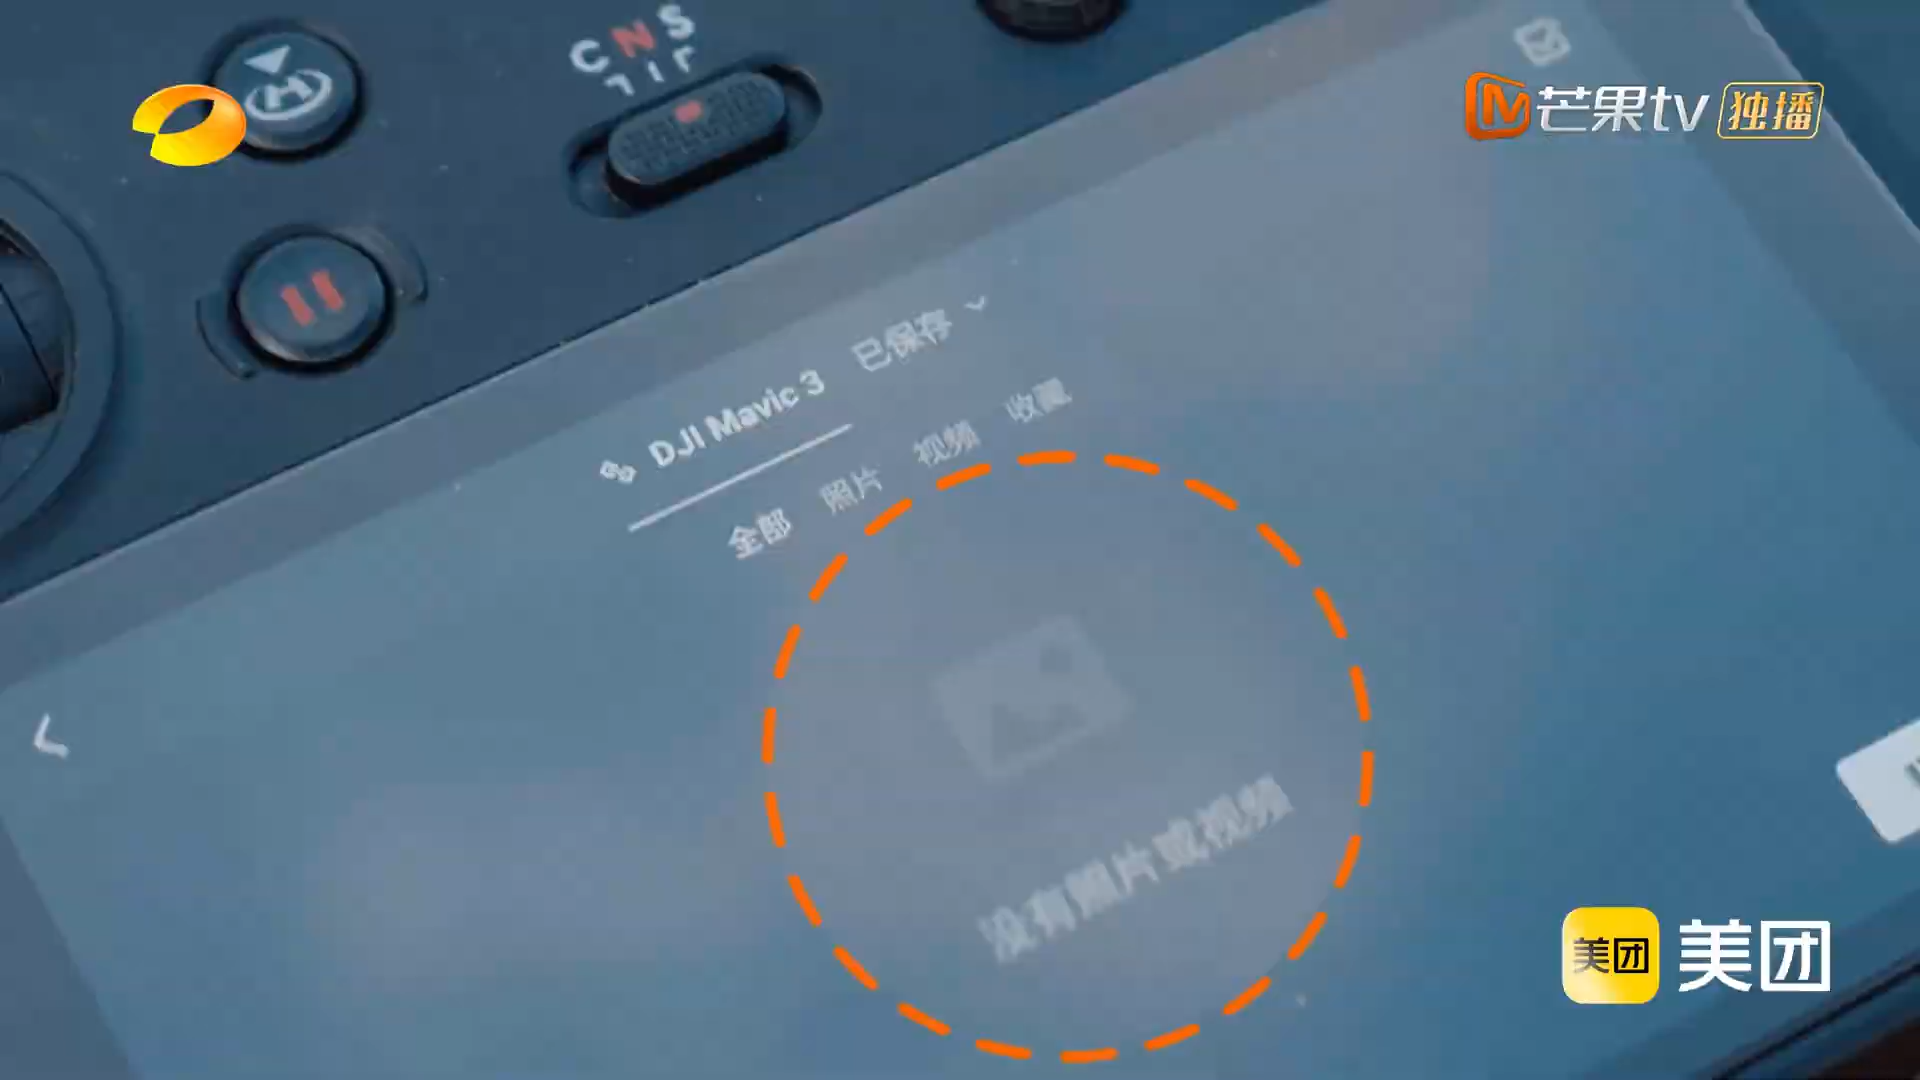 C N S
H
芒果tv 独播
DJI Mavic 3 已保存
全部 照片 视频 收藏
没有照片或视频
美团 美团